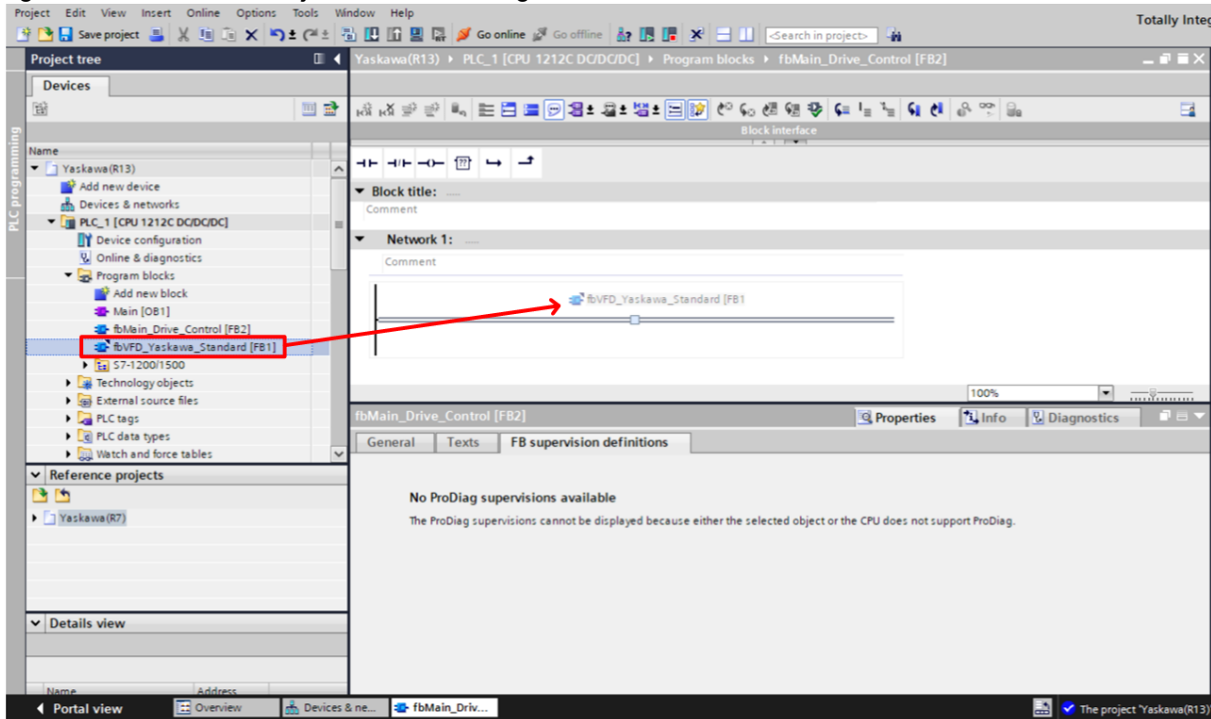 Project Edit View Insert Online Options Tools Window Help
Totally Integ
Save project
Go online
Go offline
<Search in project>
Project tree
Yaskawa(R13) ▸ PLC_1 [CPU 1212C DC/DC/DC] ▸ Program blocks ▸ fbMain_Drive_Control [FB2]
Devices
Block interface
PLC programming
Name
Yaskawa(R13)
Add new device
Devices & networks
PLC_1 [CPU 1212C DC/DC/DC]
Device configuration
Online & diagnostics
Program blocks
Add new block
Main [OB1]
fbMain_Drive_Control [FB2]
fbVFD_Yaskawa_Standard [FB1]
S7-1200/1500
Technology objects
External source files
PLC tags
PLC data types
Watch and force tables
Block title:
Comment
Network 1:
Comment
fbVFD_Yaskawa_Standard [FB1
100%
fbMain_Drive_Control [FB2]
Properties
Info
Diagnostics
General
Texts
FB supervision definitions
No ProDiag supervisions available
The ProDiag supervisions cannot be displayed because either the selected object or the CPU does not support ProDiag.
Reference projects
Yaskawa(R7)
Details view
Name Address
Portal view
Overview
Devices & ne...
fbMain_Driv...
The project 'Yaskawa(R13)'